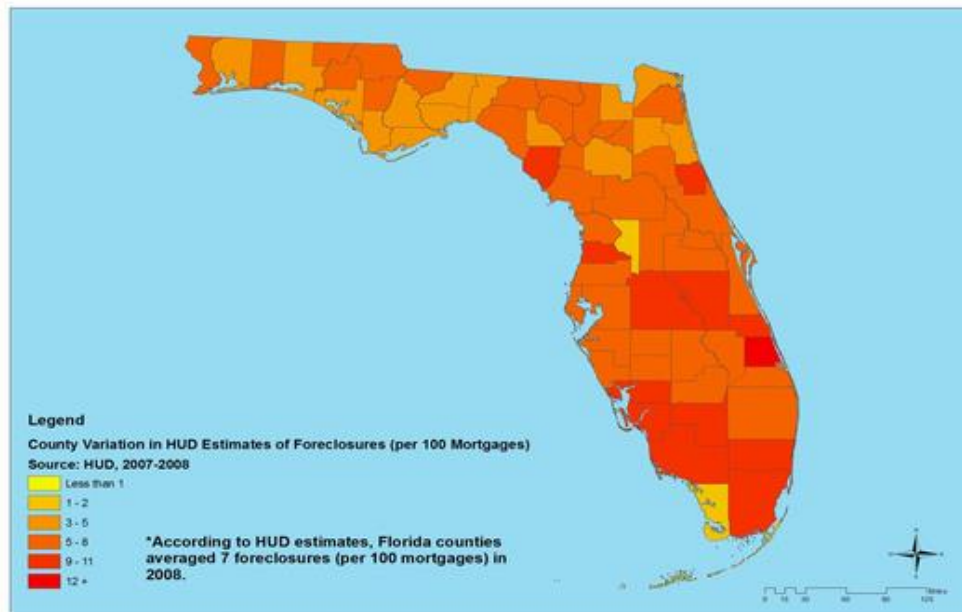 Legend
County Variation in HUD Estimates of Foreclosures (per 100 Mortgages)
Source: HUD, 2007-2008
Less than 1
1 - 2
3 - 5
5 - 8
9 - 11
12 +
*According to HUD estimates, Florida counties
averaged 7 foreclosures (per 100 mortgages) in
2008.